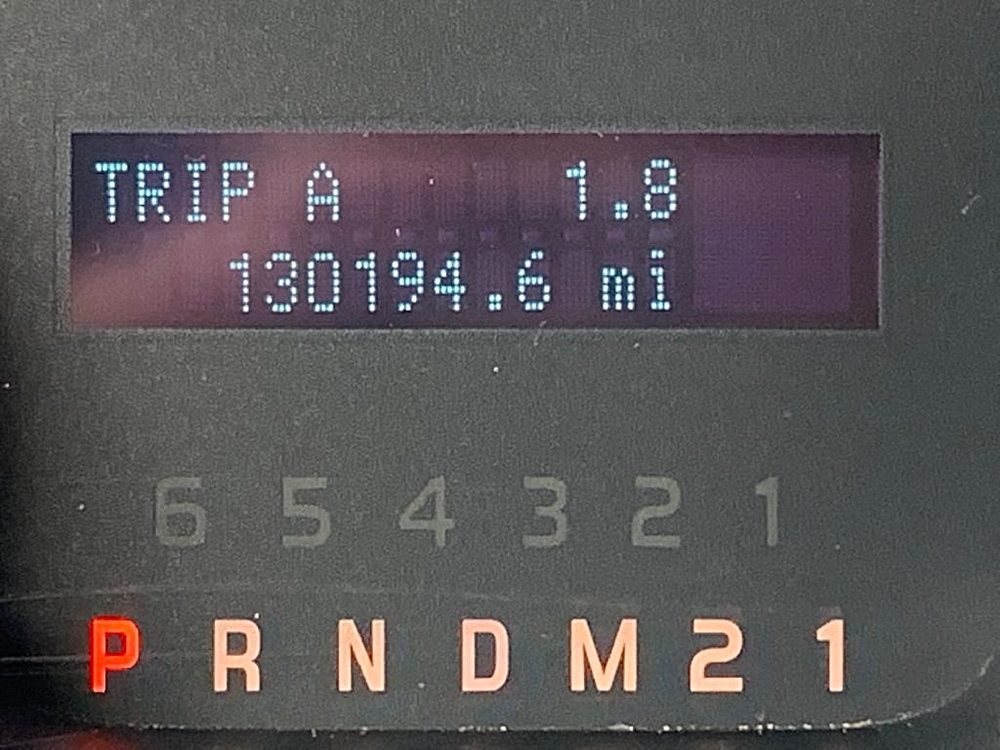 TRIP A 1.8
130194.6 mi
6 5 4 3 2 1
P R N D M 2 1